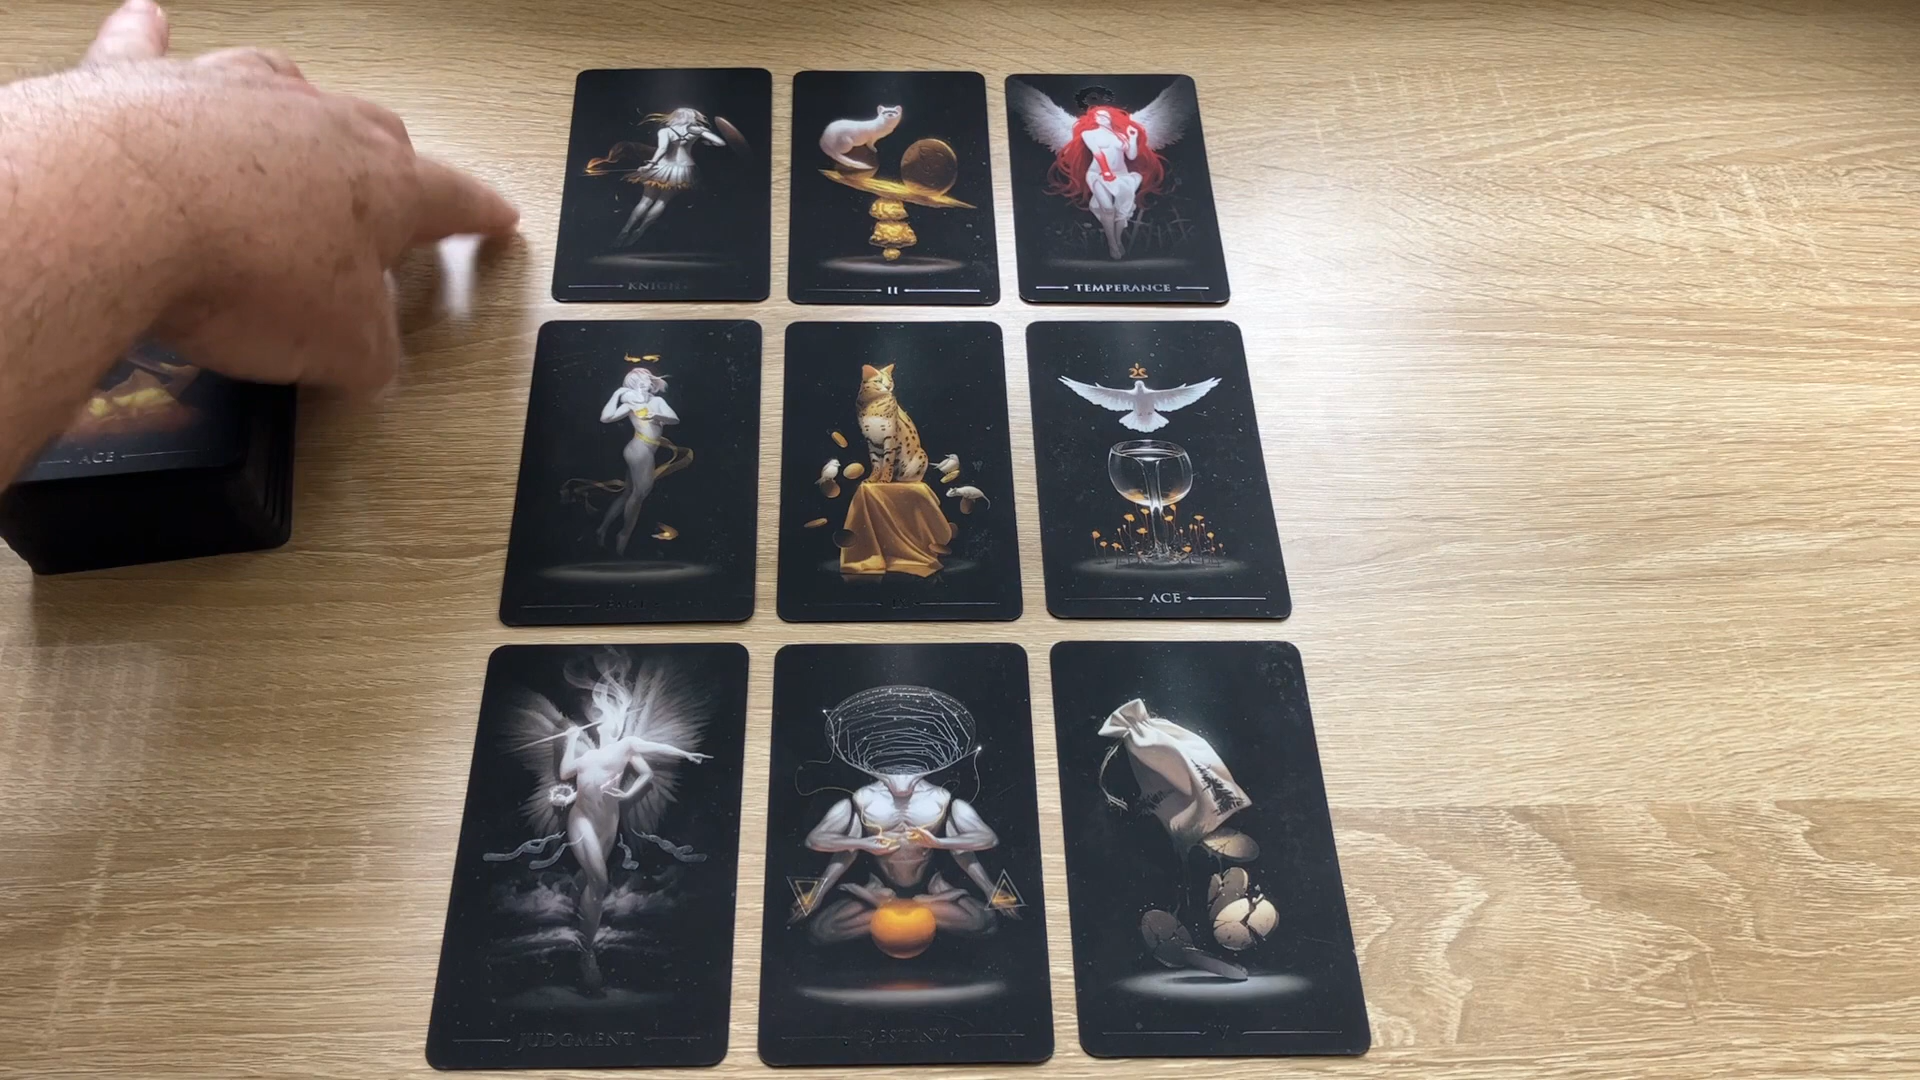 KNIGHT
II
TEMPERANCE
ACE
ACE
JUDGMENT
DESTINY
V